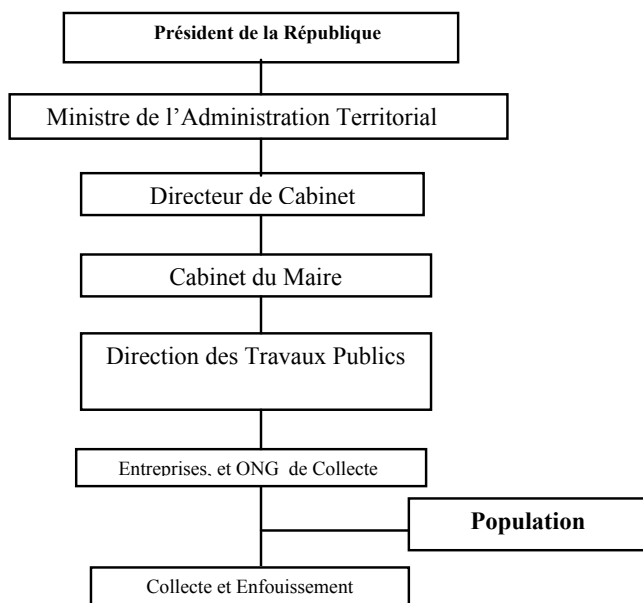 Président de la République
Ministre de l’Administration Territorial
Directeur de Cabinet
Cabinet du Maire
Direction des Travaux Publics
Entreprises, et ONG de Collecte
Population
Collecte et Enfouissement